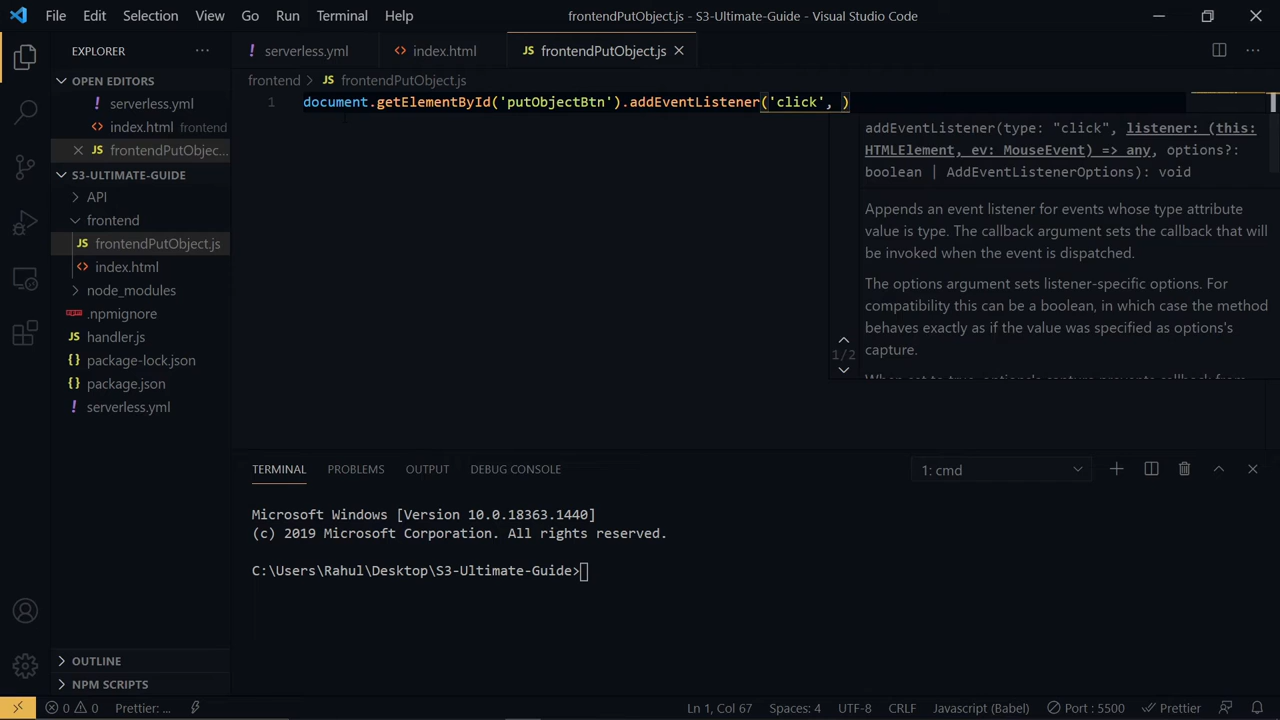 File Edit Selection View Go Run Terminal Help
frontendPutObject.js - S3-Ultimate-Guide - Visual Studio Code
EXPLORER
OPEN EDITORS
serverless.yml
index.html frontend
frontendPutObjec...
S3-ULTIMATE-GUIDE
API
frontend
JS frontendPutObject.js
<> index.html
node_modules
.npmignore
JS handler.js
{} package-lock.json
{} package.json
! serverless.yml
OUTLINE
NPM SCRIPTS
! serverless.yml
<> index.html
JS frontendPutObject.js
frontend > JS frontendPutObject.js
1 document.getElementById('putObjectBtn').addEventListener('click', )
addEventListener(type: "click", listener: (this:
HTMLElement, ev: MouseEvent) => any, options?:
boolean | AddEventListenerOptions): void
Appends an event listener for events whose type attribute
value is type. The callback argument sets the callback that will
be invoked when the event is dispatched.
The options argument sets listener-specific options. For
compatibility this can be a boolean, in which case the method
behaves exactly as if the value was specified as options's
capture.
1/2
TERMINAL PROBLEMS OUTPUT DEBUG CONSOLE
1: cmd
Microsoft Windows [Version 10.0.18363.1440]
(c) 2019 Microsoft Corporation. All rights reserved.
C:\Users\Rahul\Desktop\S3-Ultimate-Guide>
0 0 Prettier: ...
Ln 1, Col 67 Spaces: 4 UTF-8 CRLF Javascript (Babel) Port : 5500 Prettier